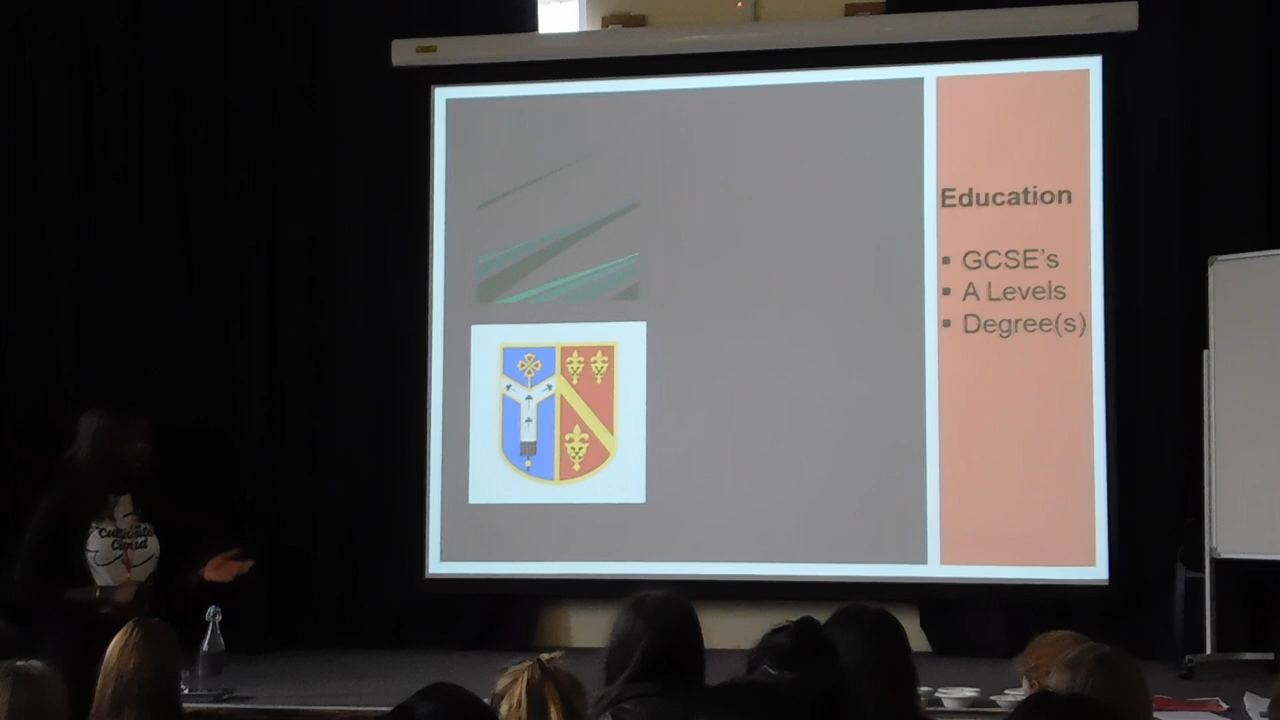 Education
▪ GCSE's
▪ A Levels
▪ Degree(s)